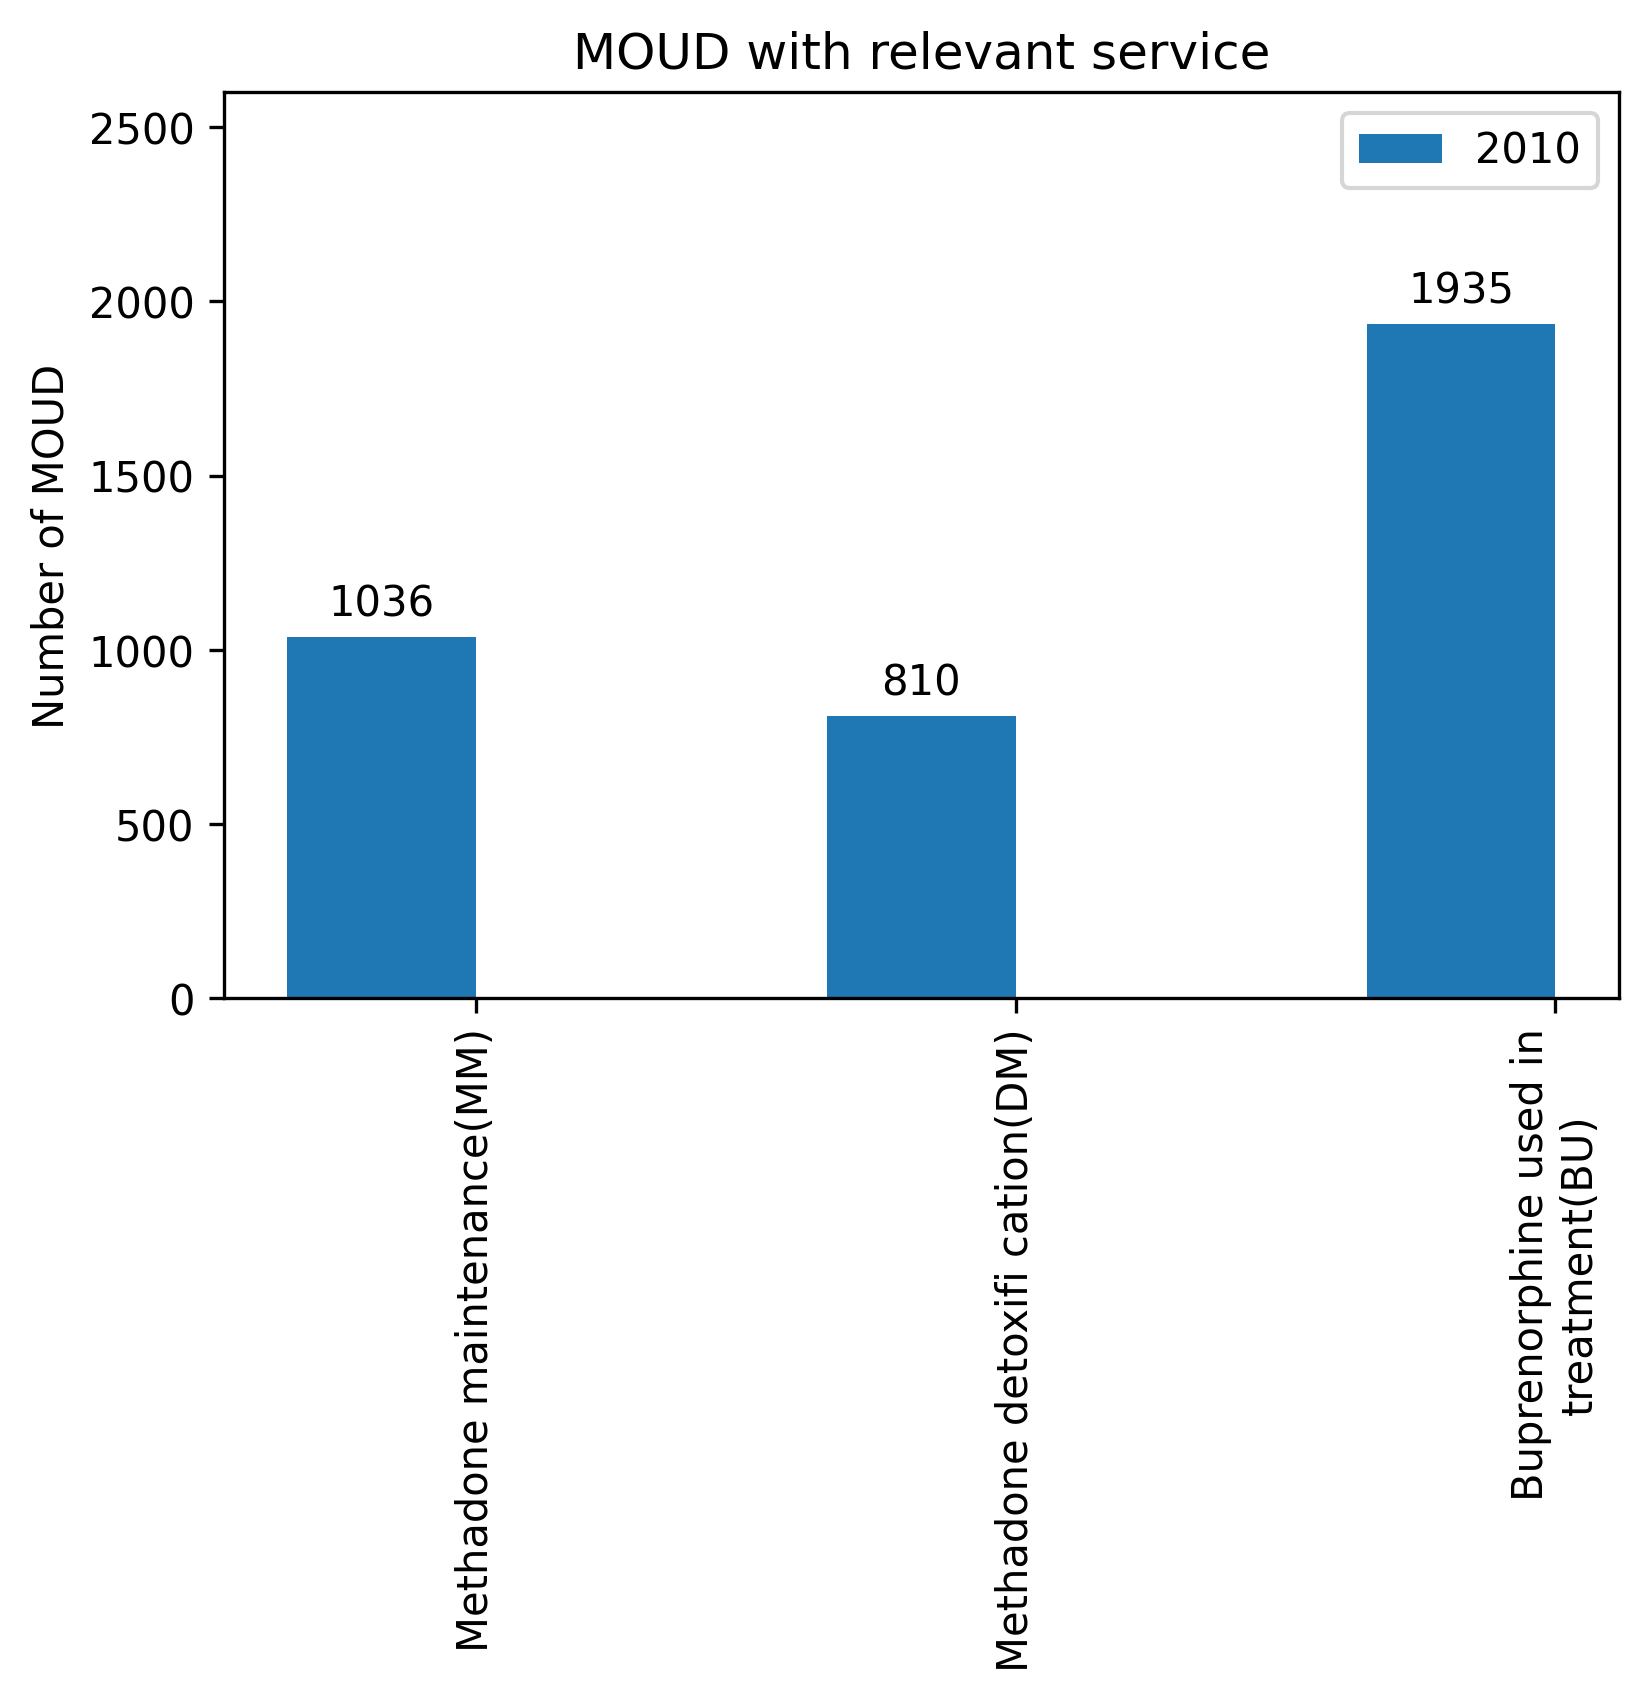 MOUD with relevant service
2010
Number of MOUD
2500
2000
1500
1000
500
0
1036
810
1935
Methadone maintenance(MM)
Methadone detoxifi cation(DM)
Buprenorphine used in
treatment(BU)